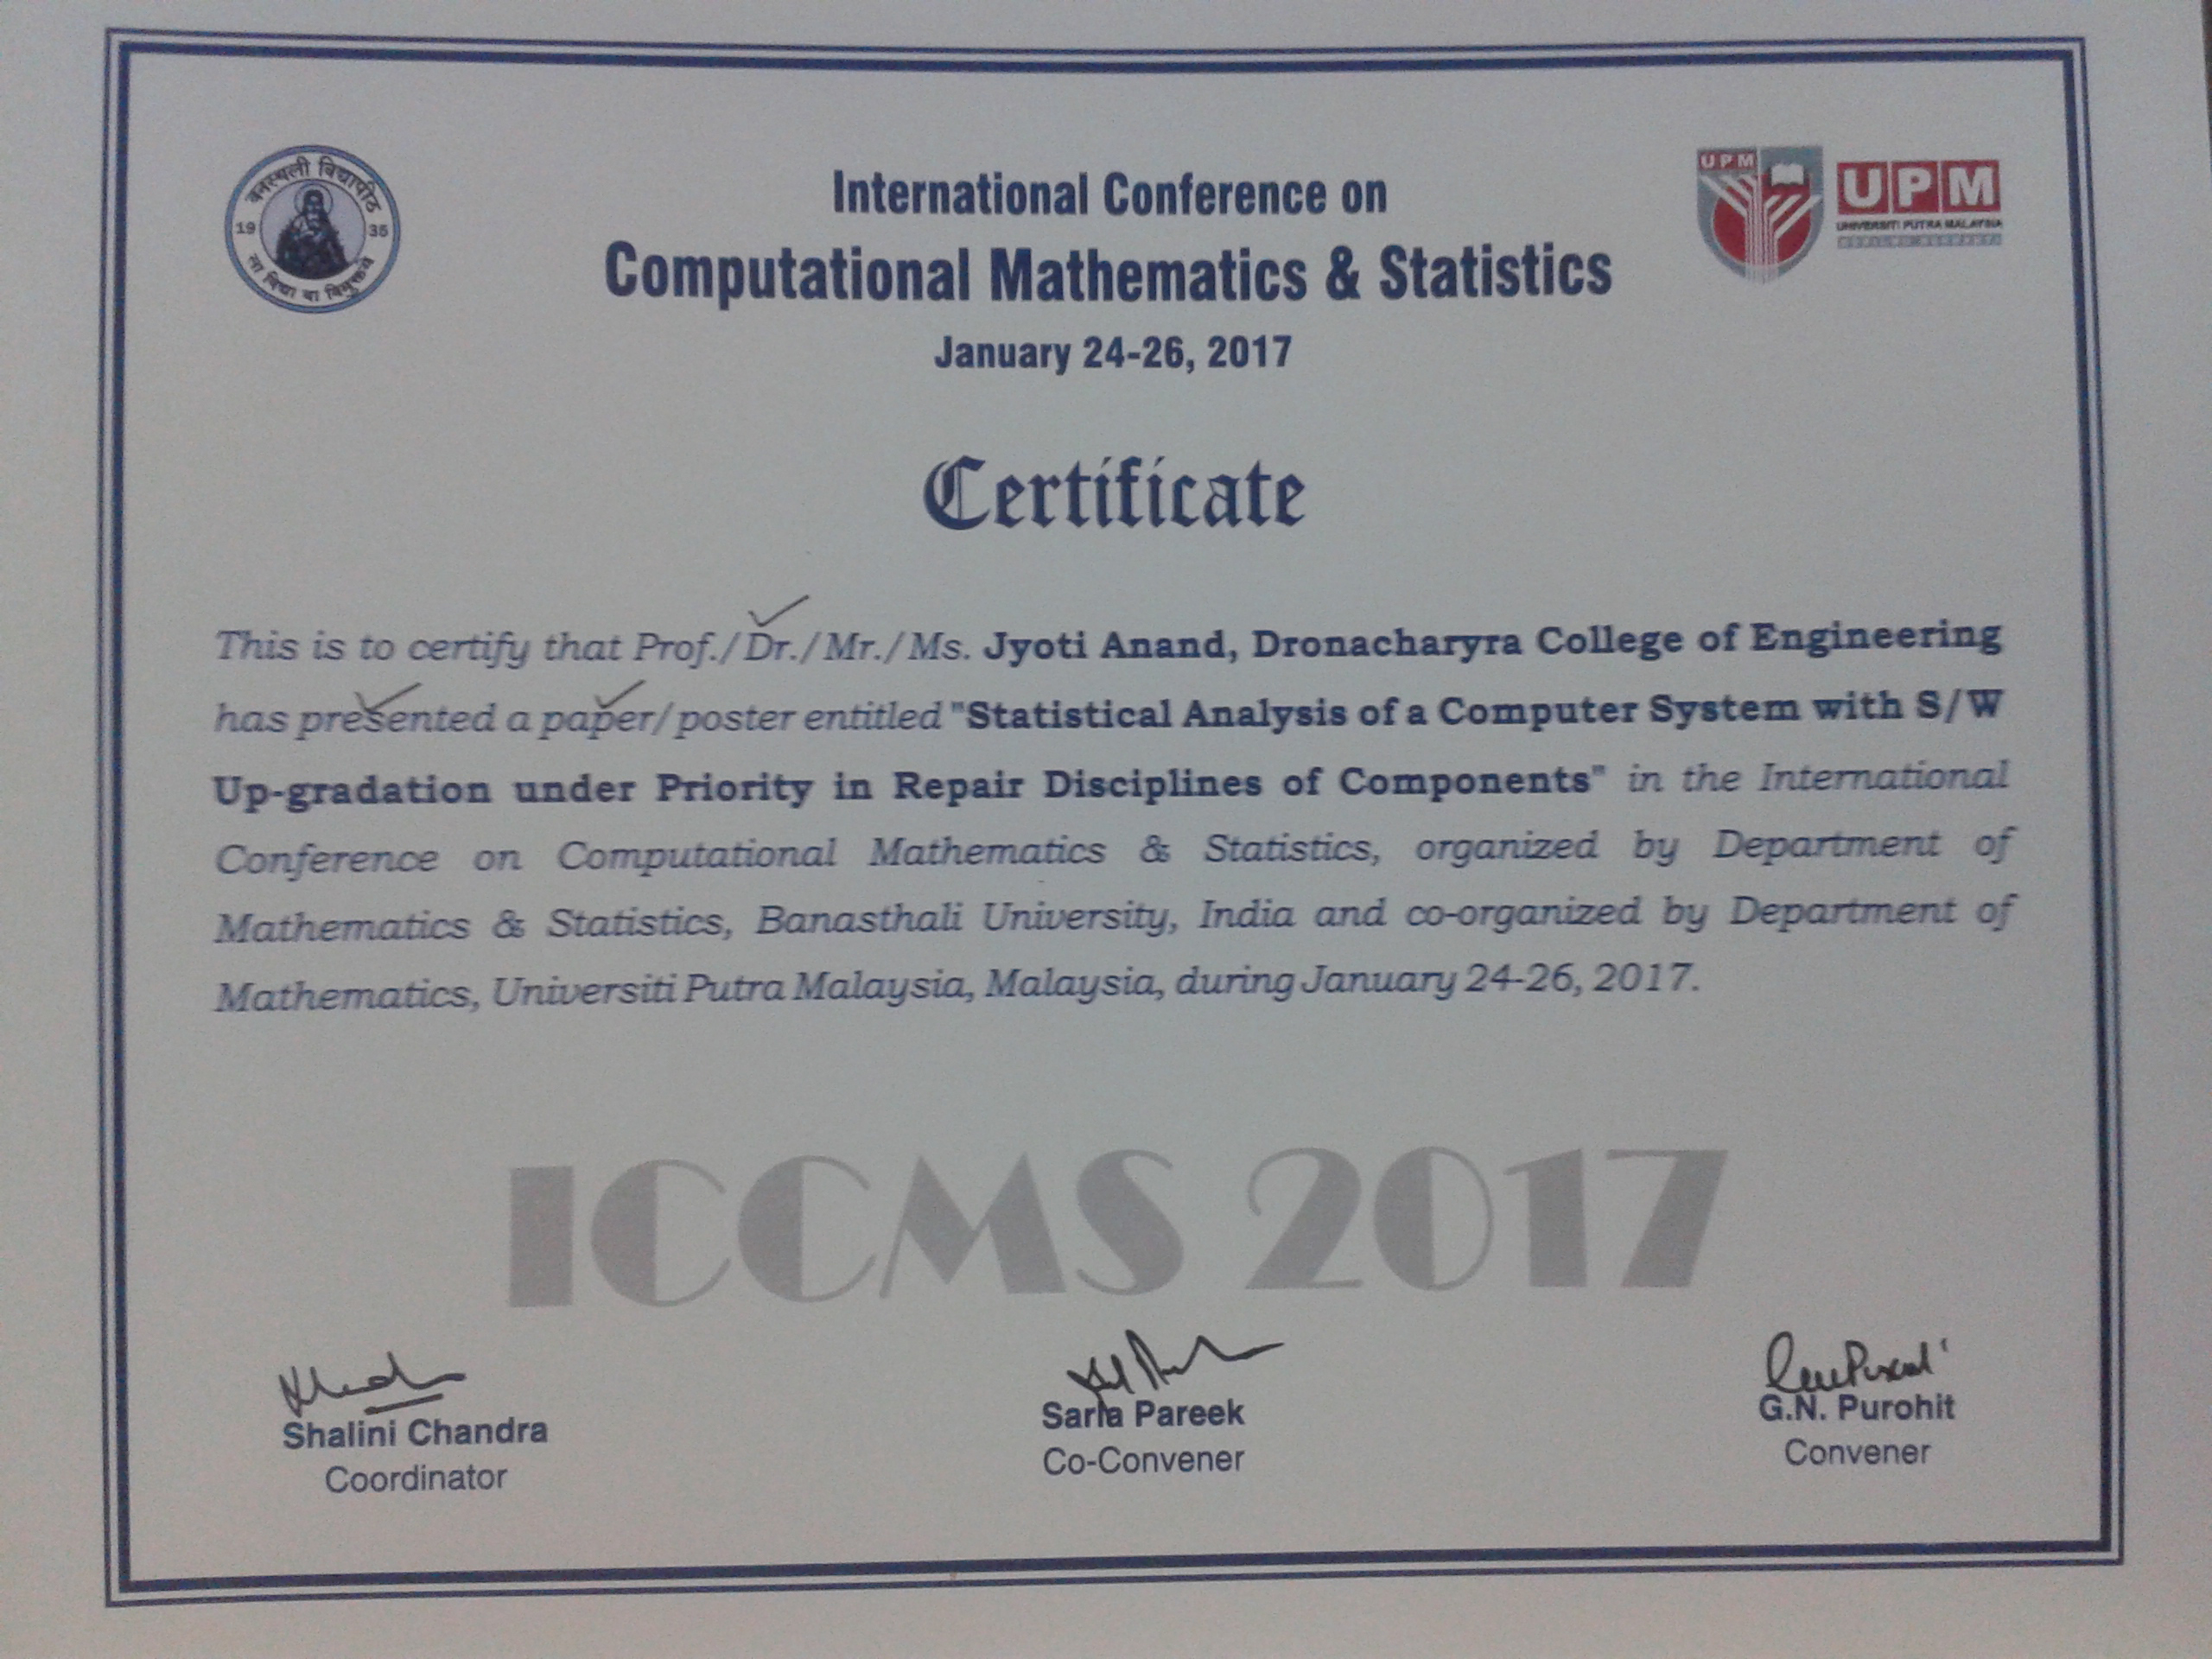 वनस्थली विद्यापीठ
19 35
सा विद्या या विमुक्तये
UPM
UPM
UNIVERSITI PUTRA MALAYSIA
International Conference on
Computational Mathematics & Statistics
January 24-26, 2017
Certificate
This is to certify that Prof./Dr./Mr./Ms. Jyoti Anand, Dronacharyra College of Engineering
has presented a paper/poster entitled "Statistical Analysis of a Computer System with S/W
Up-gradation under Priority in Repair Disciplines of Components" in the International
Conference on Computational Mathematics & Statistics, organized by Department of
Mathematics & Statistics, Banasthali University, India and co-organized by Department of
Mathematics, Universiti Putra Malaysia, Malaysia, during January 24-26, 2017.
ICCMS 2017
Shalini Chandra
Coordinator
Sarla Pareek
Co-Convener
G.N. Purohit
Convener